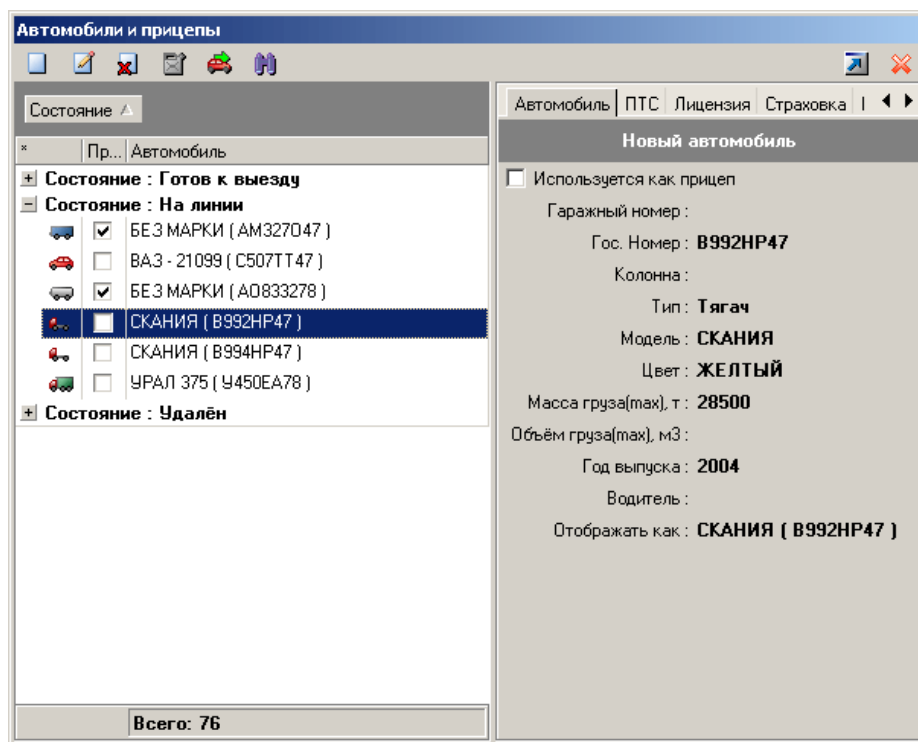 Автомобили и прицепы
Состояние
* Пр... Автомобиль
Состояние : Готов к выезду
Состояние : На линии
БЕЗ МАРКИ ( АМ327О47 )
ВАЗ - 21099 ( С507ТТ47 )
БЕЗ МАРКИ ( АО833278 )
СКАНИЯ ( В992НР47 )
СКАНИЯ ( В994НР47 )
УРАЛ 375 ( У450ЕА78 )
Состояние : Удалён
Всего: 76
Автомобиль ПТС Лицензия Страховка
Новый автомобиль
Используется как прицеп
Гаражный номер :
Гос. Номер : В992НР47
Колонна :
Тип : Тягач
Модель : СКАНИЯ
Цвет : ЖЕЛТЫЙ
Масса груза(max), т : 28500
Объём груза(max), м3 :
Год выпуска : 2004
Водитель :
Отображать как : СКАНИЯ ( В992НР47 )